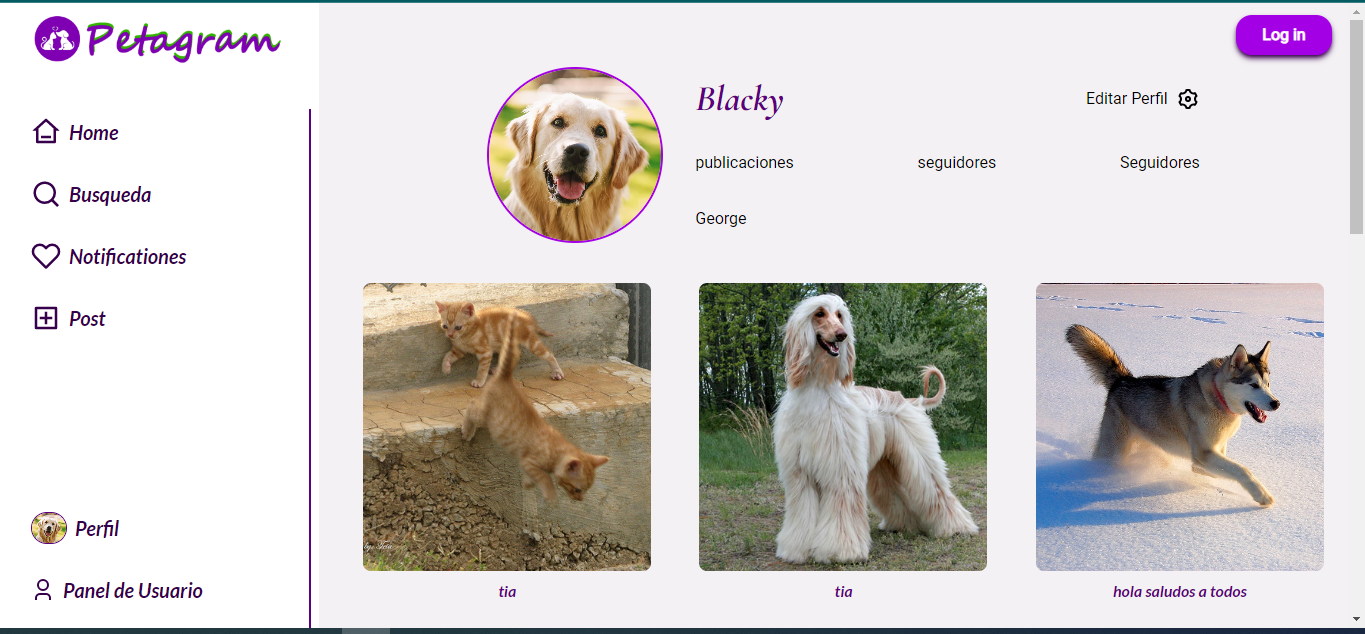 Petagram
Log in
Home
Busqueda
Notificationes
Post
Perfil
Panel de Usuario
Blacky
Editar Perfil
publicaciones seguidores Seguidores
George
tia
tia
hola saludos a todos